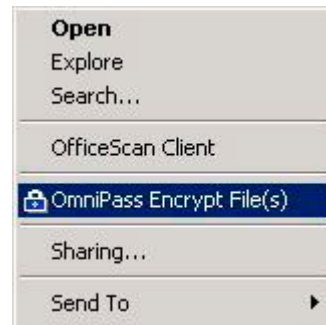 Open
Explore
Search...
OfficeScan Client
OmniPass Encrypt File(s)
Sharing...
Send To